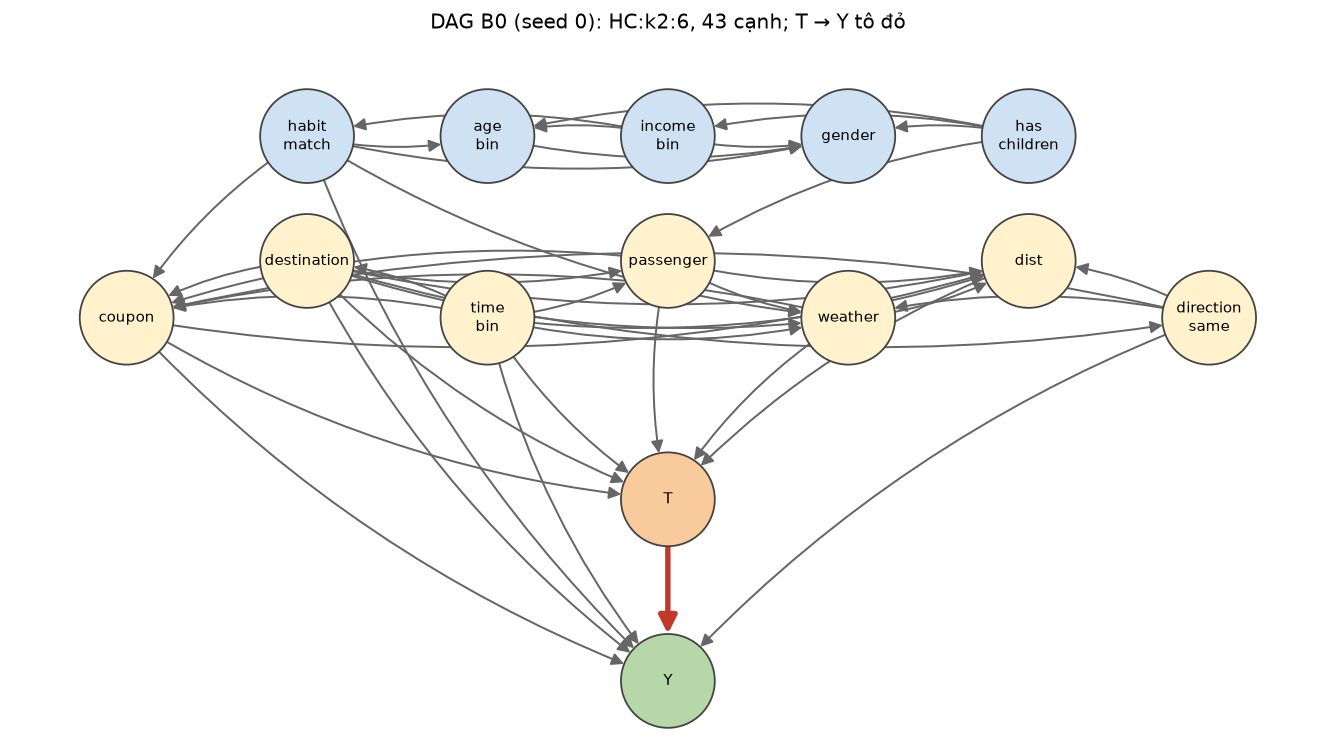 DAG B0 (seed 0): HC:k2:6, 43 cạnh; T → Y tô đỏ
habit
match
age
bin
income
bin
gender
has
children
destination
passenger
dist
coupon
time
bin
weather
direction
same
T
Y